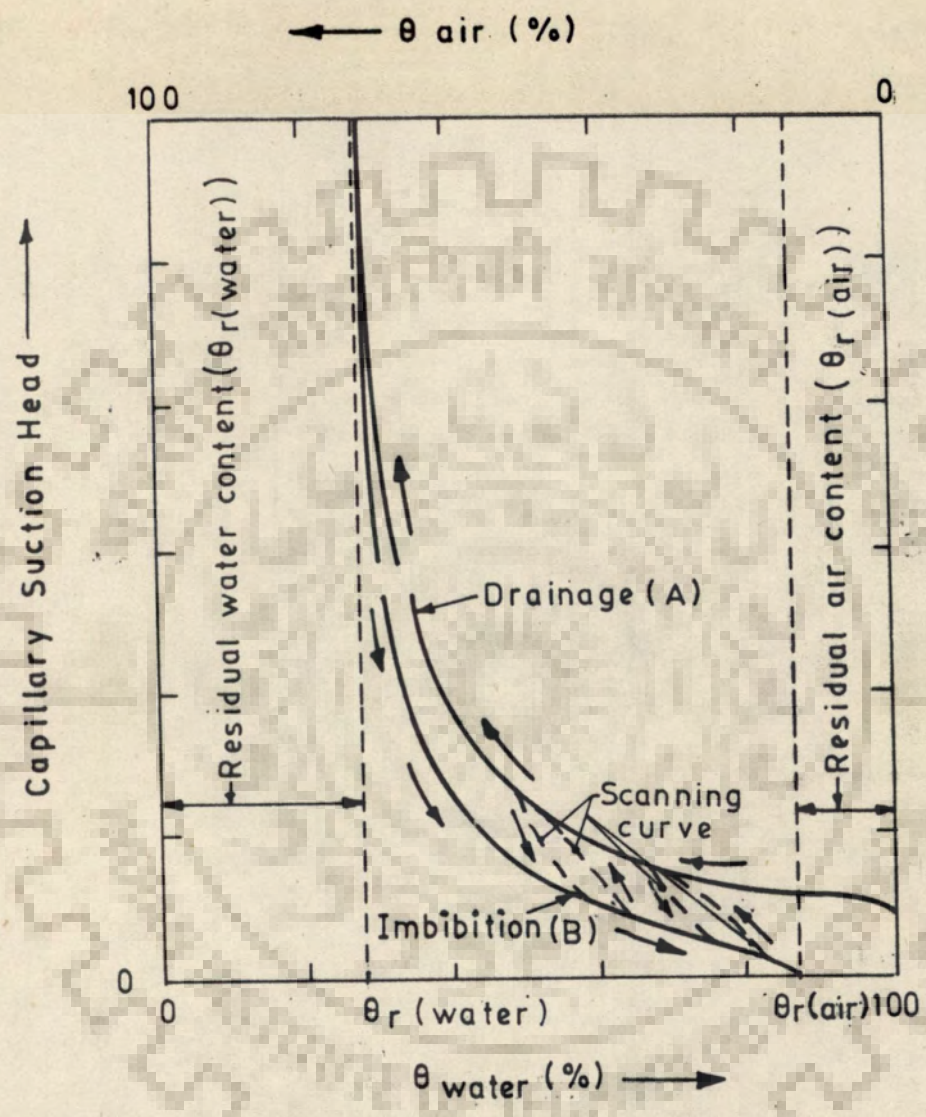 ← θ air (%)
100
0
Capillary Suction Head →
Residual water content (θr(water))
Residual air content (θr(air))
Drainage (A)
Scanning
curve
Imbibition (B)
0
0
θr (water)
θr(air)
100
θ water (%) →